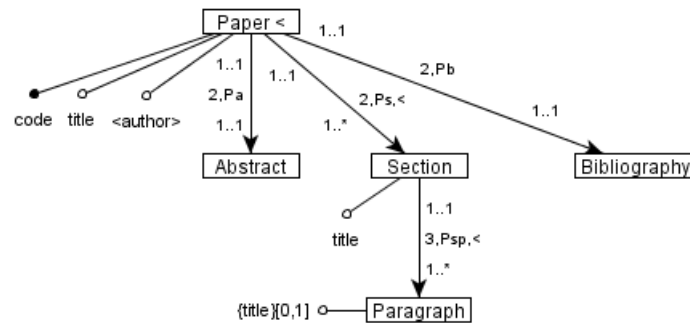 Paper <
1..1
1..1
1..1
2,Pb
2,Pa
2,Ps,<
code
title
<author>
1..1
1..*
1..1
Abstract
Section
Bibliography
1..1
title
3,Psp,<
1..*
{title}[0,1]
Paragraph